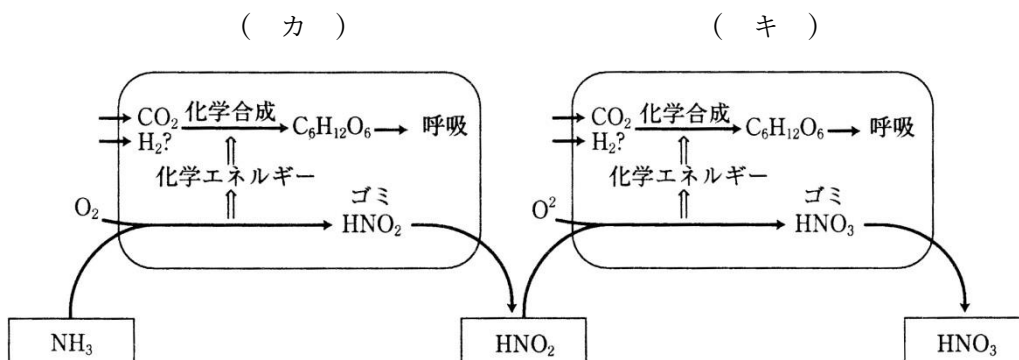 ( カ )
( キ )
CO₂ 化学合成 C₆H₁₂O₆ 呼吸
H₂?
化学エネルギー
ゴミ
O₂
HNO₂
CO₂ 化学合成 C₆H₁₂O₆ 呼吸
H₂?
化学エネルギー
ゴミ
O²
HNO₃
NH₃
HNO₂
HNO₃